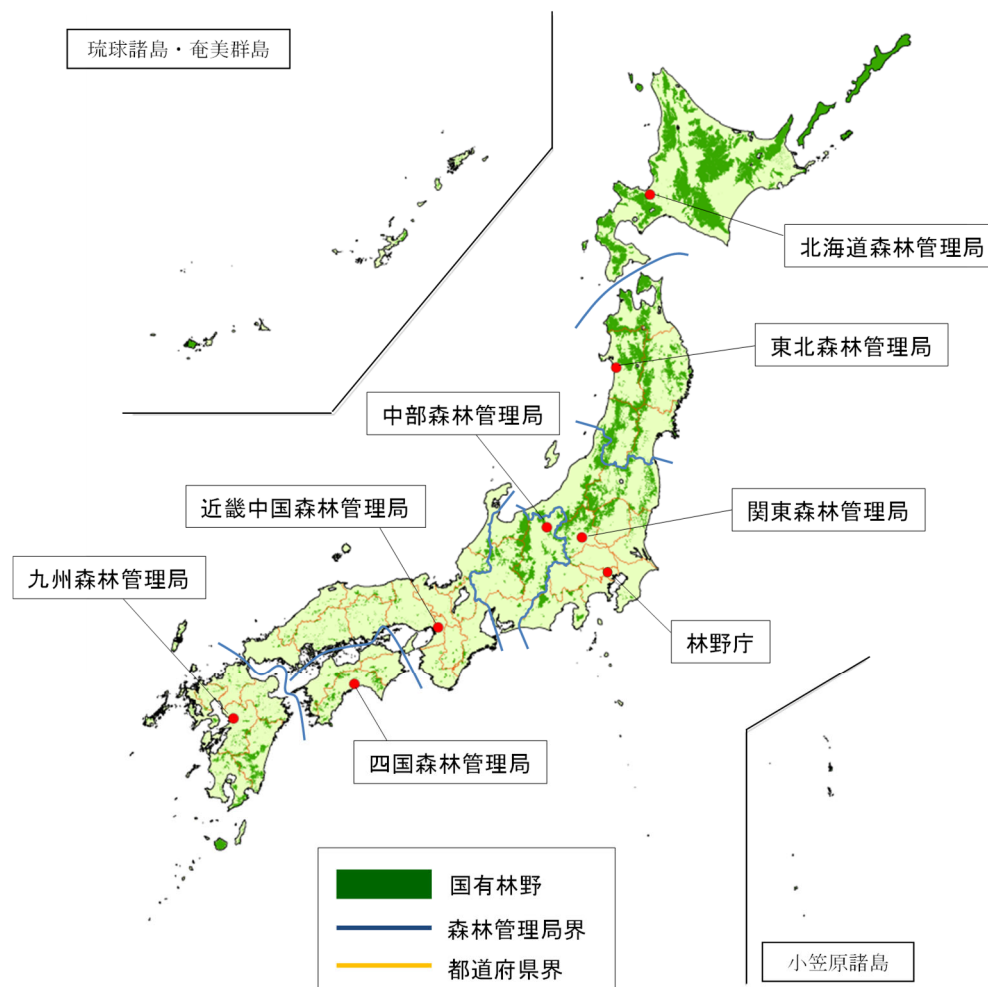 琉球諸島・奄美群島
北海道森林管理局
東北森林管理局
中部森林管理局
近畿中国森林管理局
関東森林管理局
九州森林管理局
林野庁
四国森林管理局
国有林野
森林管理局界
都道府県界
小笠原諸島